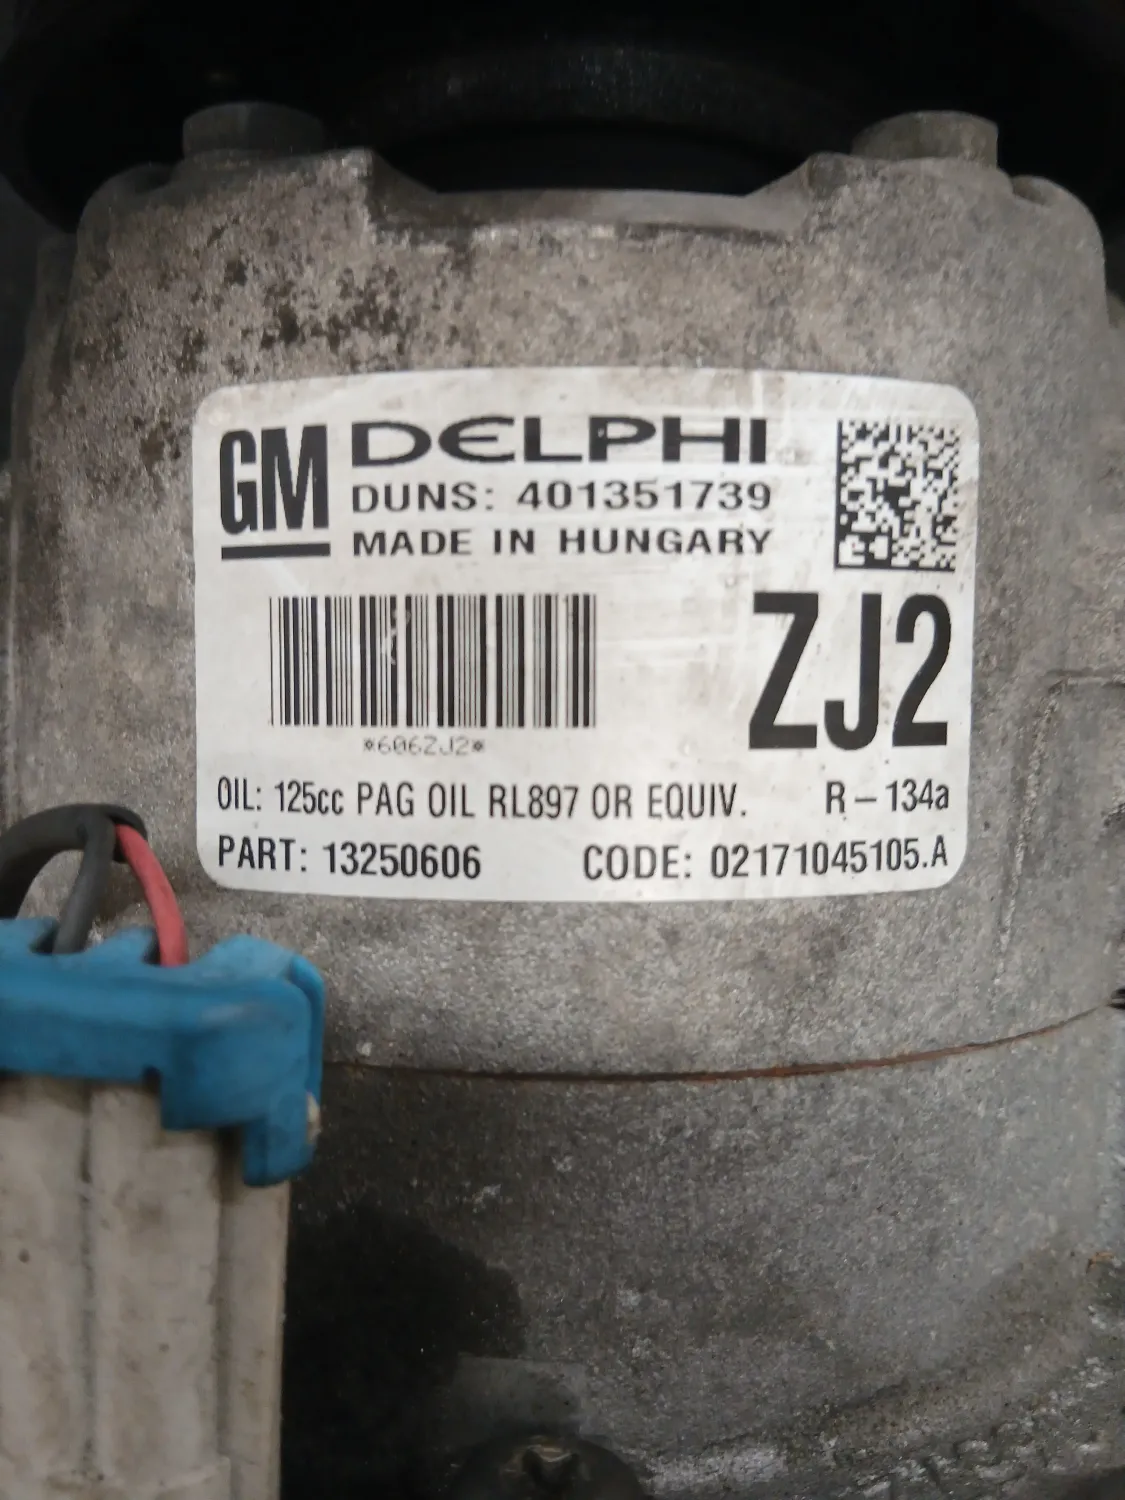 GM DELPHI
DUNS: 401351739
MADE IN HUNGARY
ZJ2
*606ZJ2*
OIL: 125cc PAG OIL RL897 OR EQUIV. R-134a
PART: 13250606 CODE: 02171045105.A